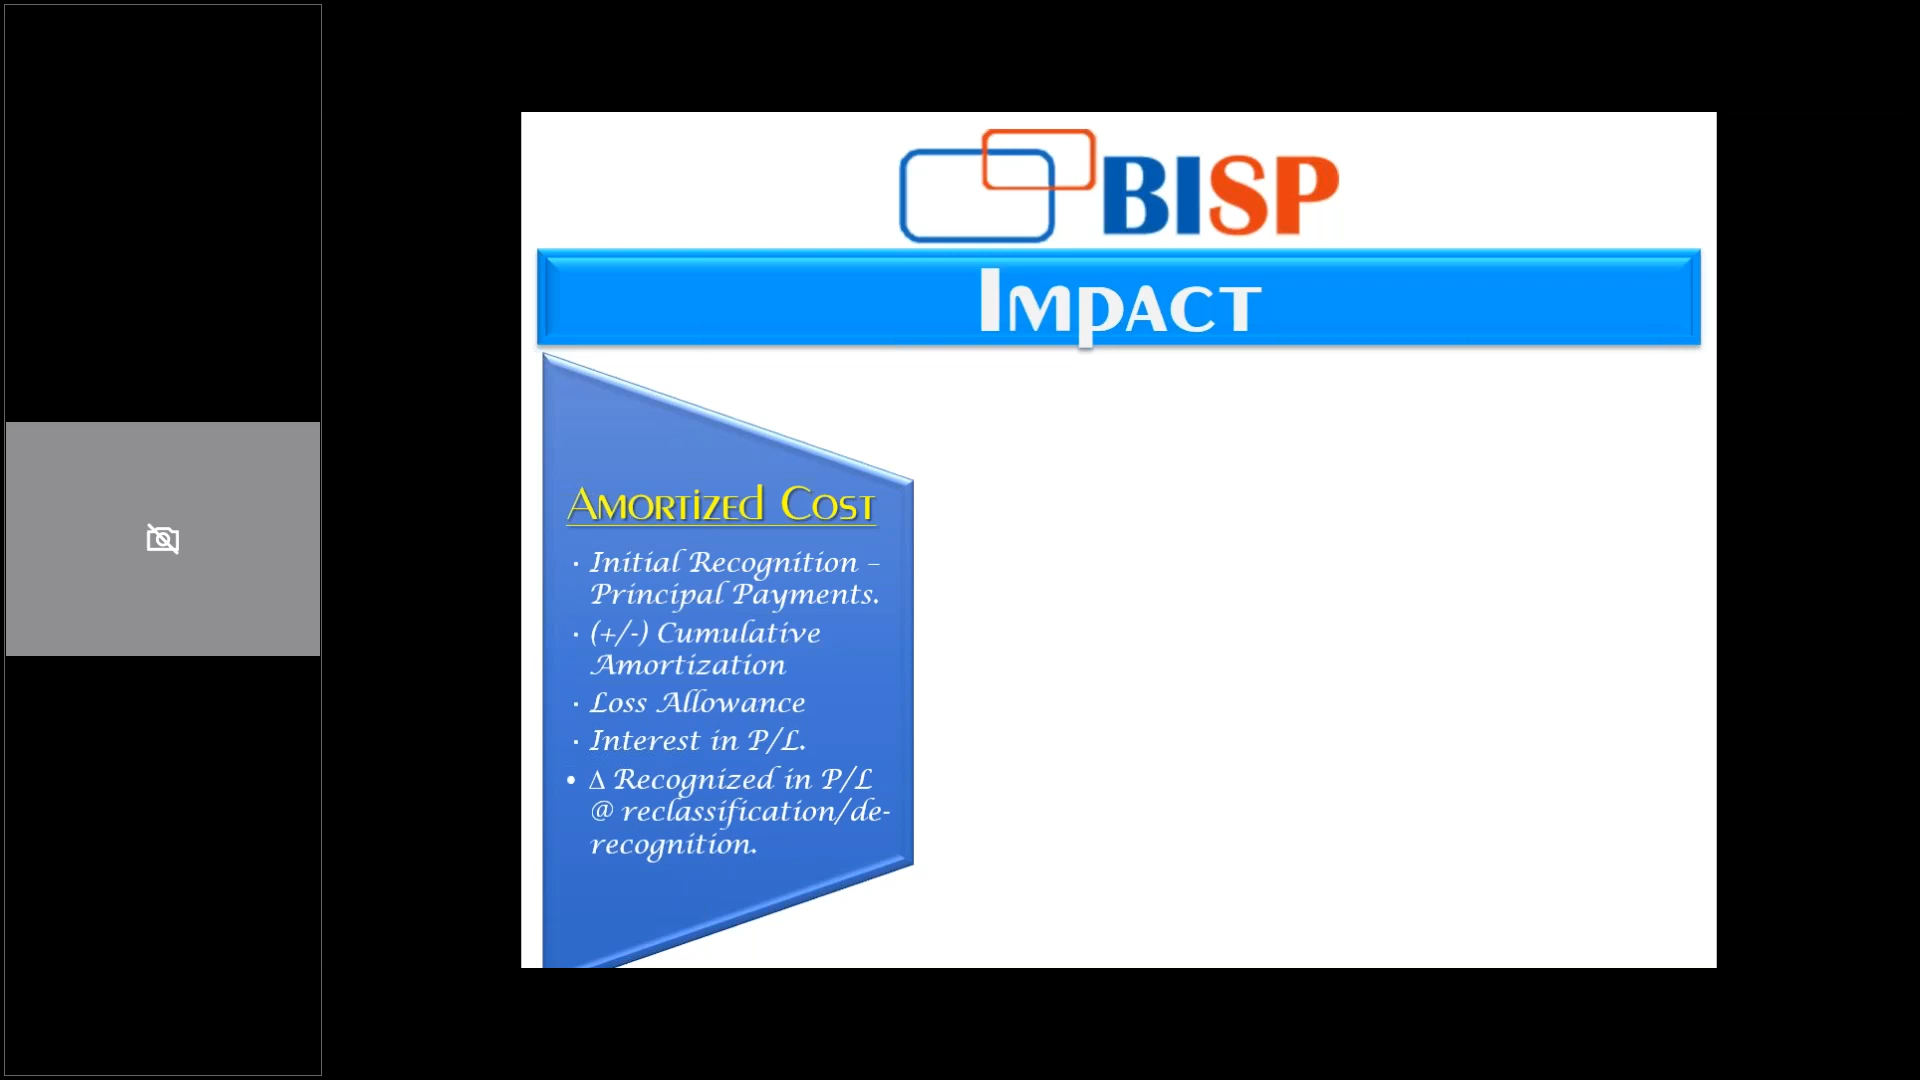 BISP
Impact
Amortized Cost
· Initial Recognition –
Principal Payments.
· (+/-) Cumulative
Amortization
· Loss Allowance
· Interest in P/L.
• Δ Recognized in P/L
@ reclassification/de-
recognition.